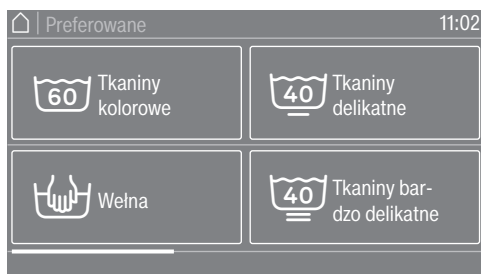 Preferowane
11:02
60
Tkaniny
kolorowe
40
Tkaniny
delikatne
Wełna
40
Tkaniny bar-
dzo delikatne